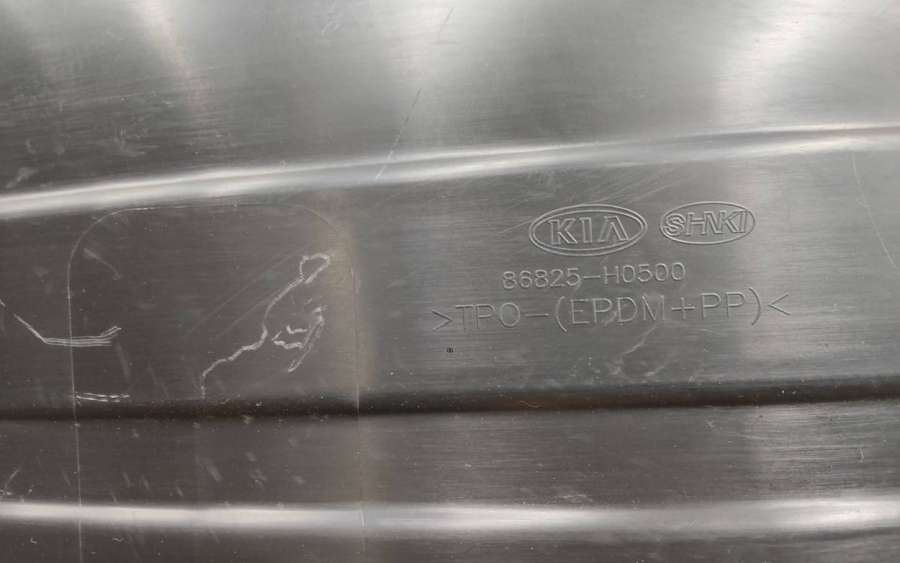 KIA SHNKI
86825-H0500
>TPO-(EPDM+PP)<